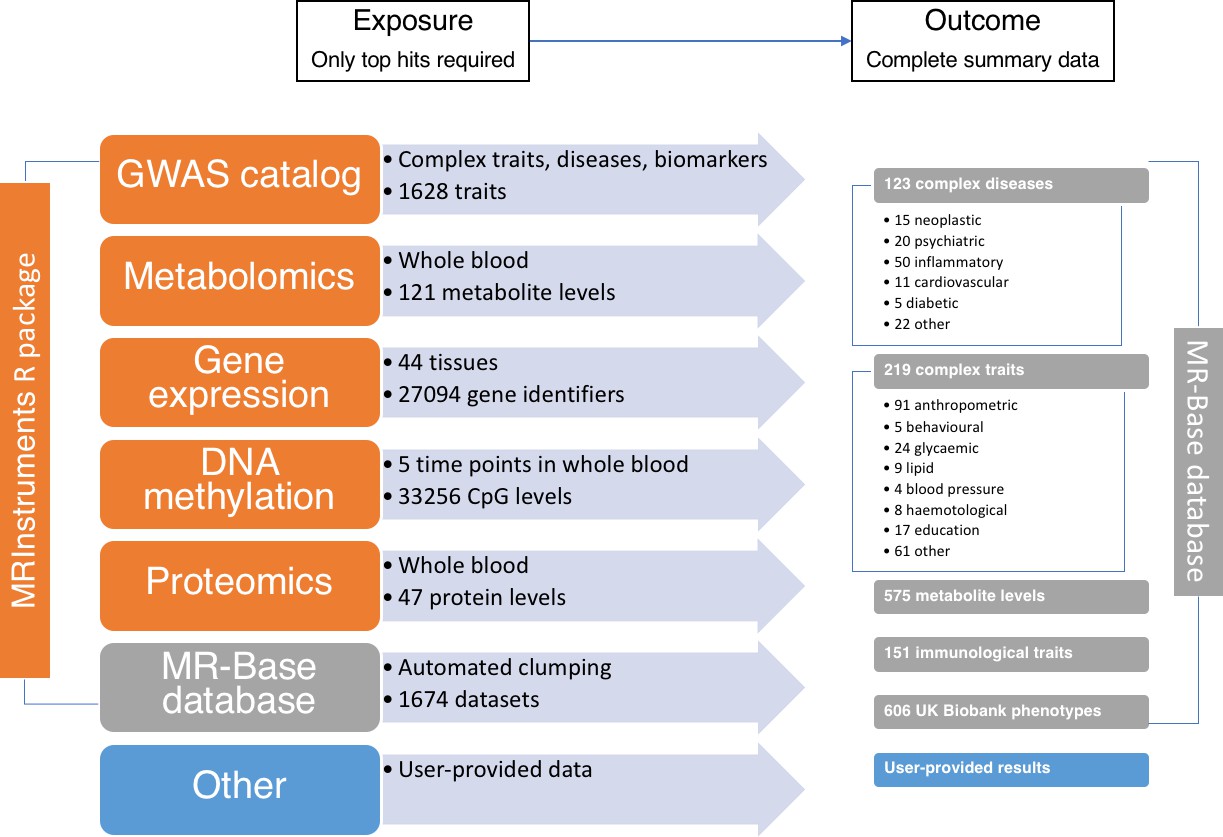 Exposure
Only top hits required
Outcome
Complete summary data
MRInstruments R package
GWAS catalog
• Complex traits, diseases, biomarkers
• 1628 traits
Metabolomics
• Whole blood
• 121 metabolite levels
Gene
expression
• 44 tissues
• 27094 gene identifiers
DNA
methylation
• 5 time points in whole blood
• 33256 CpG levels
Proteomics
• Whole blood
• 47 protein levels
MR-Base
database
• Automated clumping
• 1674 datasets
Other
• User-provided data
123 complex diseases
• 15 neoplastic
• 20 psychiatric
• 50 inflammatory
• 11 cardiovascular
• 5 diabetic
• 22 other
219 complex traits
• 91 anthropometric
• 5 behavioural
• 24 glycaemic
• 9 lipid
• 4 blood pressure
• 8 haemotological
• 17 education
• 61 other
575 metabolite levels
151 immunological traits
606 UK Biobank phenotypes
User-provided results
MR-Base database